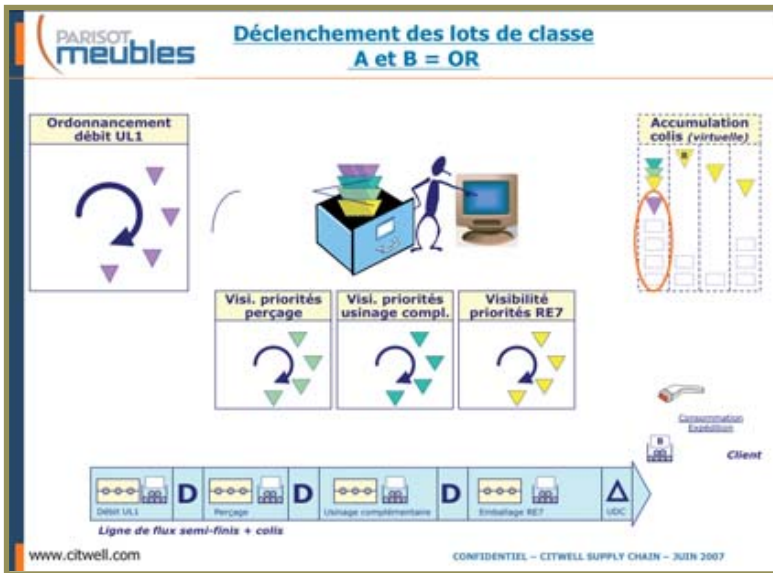 PARISOT
meubles
Déclenchement des lots de classe
A et B = OR
Ordonnancement
débit UL1
Accumulation
colis (virtuelle)
B
Visi. priorités
perçage
Visi. priorités
usinage compl.
Visibilité
priorités RE7
Consommation
Expédition
B
Client
D
D
D
Δ
Débit UL1
Perçage
Usinage complémentaire
Emballage RE7
UDC
Ligne de flux semi-finis + colis
www.citwell.com
CONFIDENTIEL – CITWELL SUPPLY CHAIN – JUIN 2007